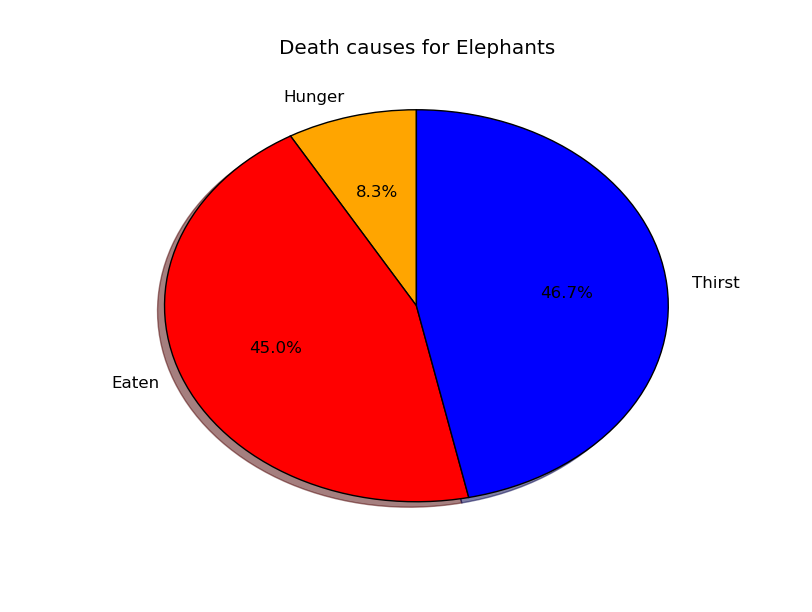 Death causes for Elephants
Hunger
8.3%
Thirst
46.7%
45.0%
Eaten